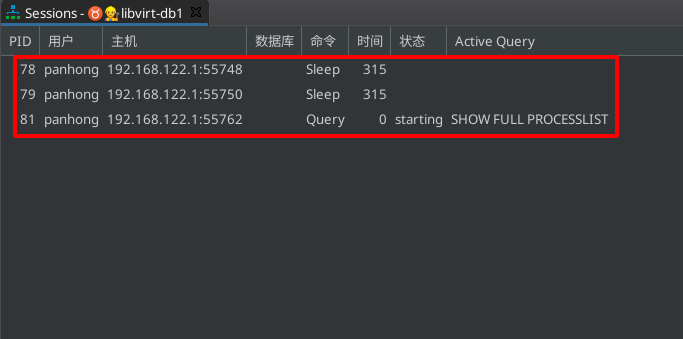 Sessions - ♉👷libvirt-db1
PID 用户 主机 数据库 命令 时间 状态 Active Query
78 panhong 192.168.122.1:55748 Sleep 315
79 panhong 192.168.122.1:55750 Sleep 315
81 panhong 192.168.122.1:55762 Query 0 starting SHOW FULL PROCESSLIST